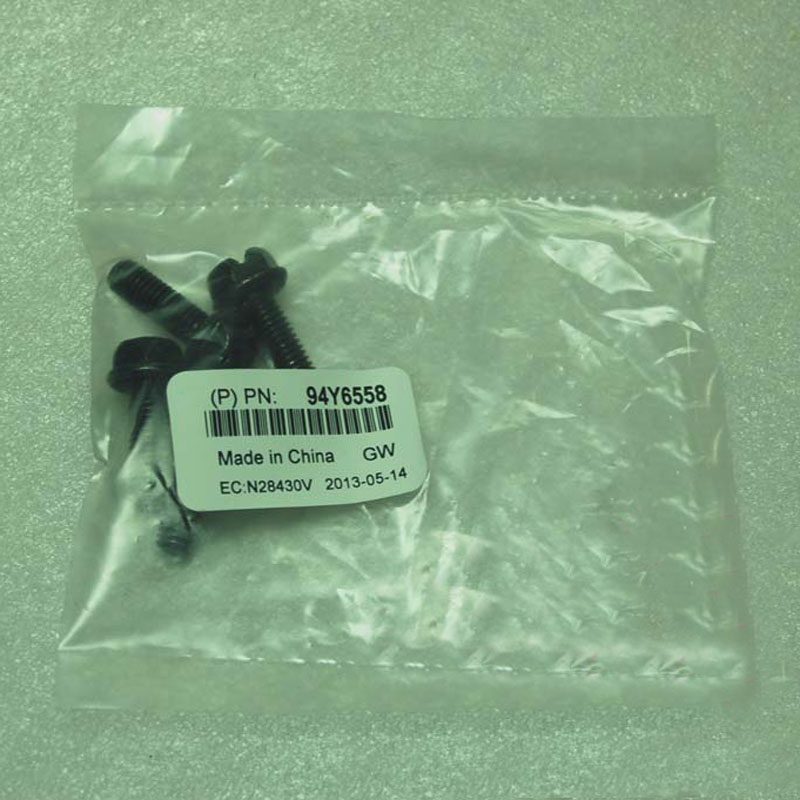 (P) PN: 94Y6558
Made in China GW
EC:N28430V 2013-05-14